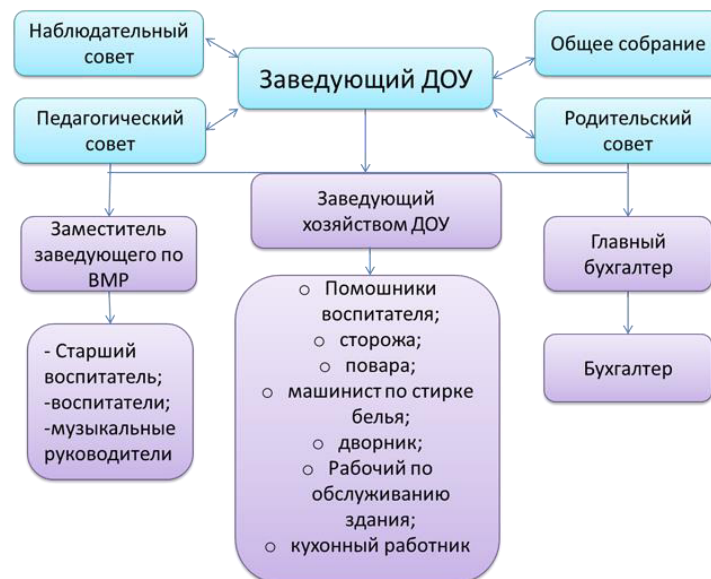 Наблюдательный
совет
Заведующий ДОУ
Общее собрание
Педагогический
совет
Родительский
совет
Заместитель
заведующего по
ВМР
Заведующий
хозяйством ДОУ
Главный
бухгалтер
- Старший
воспитатель;
-воспитатели;
-музыкальные
руководители
o Помошники
воспитателя;
o сторожа;
o повара;
o машинист по стирке
белья;
o дворник;
o Рабочий по
обслуживанию
здания;
o кухонный работник
Бухгалтер